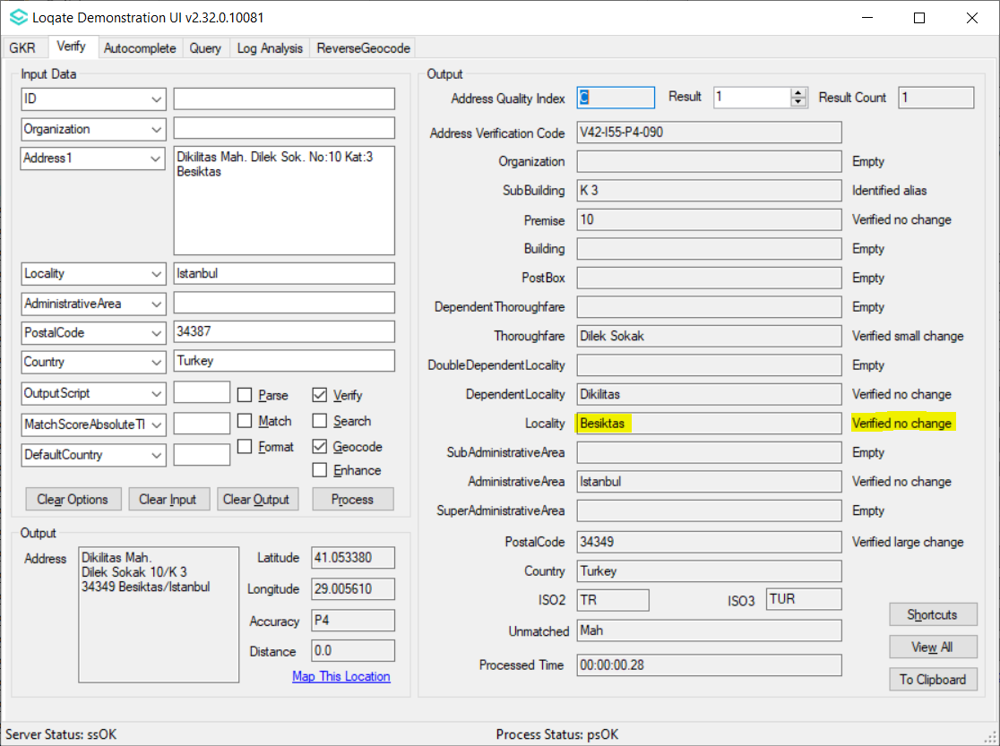 Loqate Demonstration UI v2.32.0.10081
GKR Verify Autocomplete Query Log Analysis ReverseGeocode
Input Data
ID
Organization
Address1 Dikilitas Mah. Dilek Sok. No:10 Kat:3
Besiktas
Locality Istanbul
AdministrativeArea
PostalCode 34387
Country Turkey
OutputScript Parse Verify
MatchScoreAbsoluteTl Match Search
DefaultCountry Format Geocode
Enhance
Clear Options Clear Input Clear Output Process
Output
Address Dikilitas Mah.
Dilek Sokak 10/K 3
34349 Besiktas/Istanbul
Latitude 41.053380
Longitude 29.005610
Accuracy P4
Distance 0.0
Map This Location
Output
Address Quality Index C Result 1 Result Count 1
Address Verification Code V42-I55-P4-090
Organization Empty
SubBuilding K 3 Identified alias
Premise 10 Verified no change
Building Empty
PostBox Empty
DependentThoroughfare Empty
Thoroughfare Dilek Sokak Verified small change
DoubleDependentLocality Empty
DependentLocality Dikilitas Verified no change
Locality Besiktas Verified no change
SubAdministrativeArea Empty
AdministrativeArea Istanbul Verified no change
SuperAdministrativeArea Empty
PostalCode 34349 Verified large change
Country Turkey
ISO2 TR ISO3 TUR
Unmatched Mah
Processed Time 00:00:00.28
Shortcuts
View All
To Clipboard
Server Status: ssOK Process Status: psOK